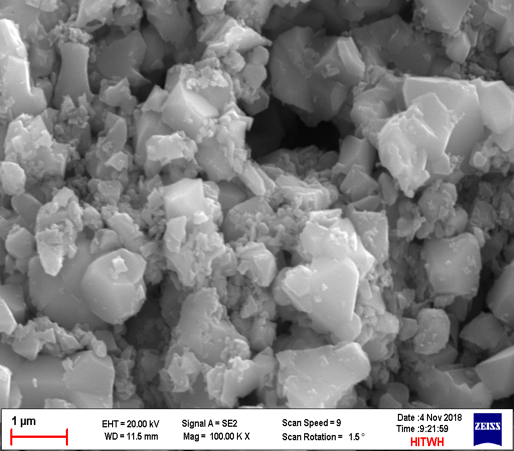 1 µm
EHT = 20.00 kV
WD = 11.5 mm
Signal A = SE2
Mag = 100.00 K X
Scan Speed = 9
Scan Rotation = 1.5 °
Date :4 Nov 2018
Time :9:21:59
HITWH
ZEISS